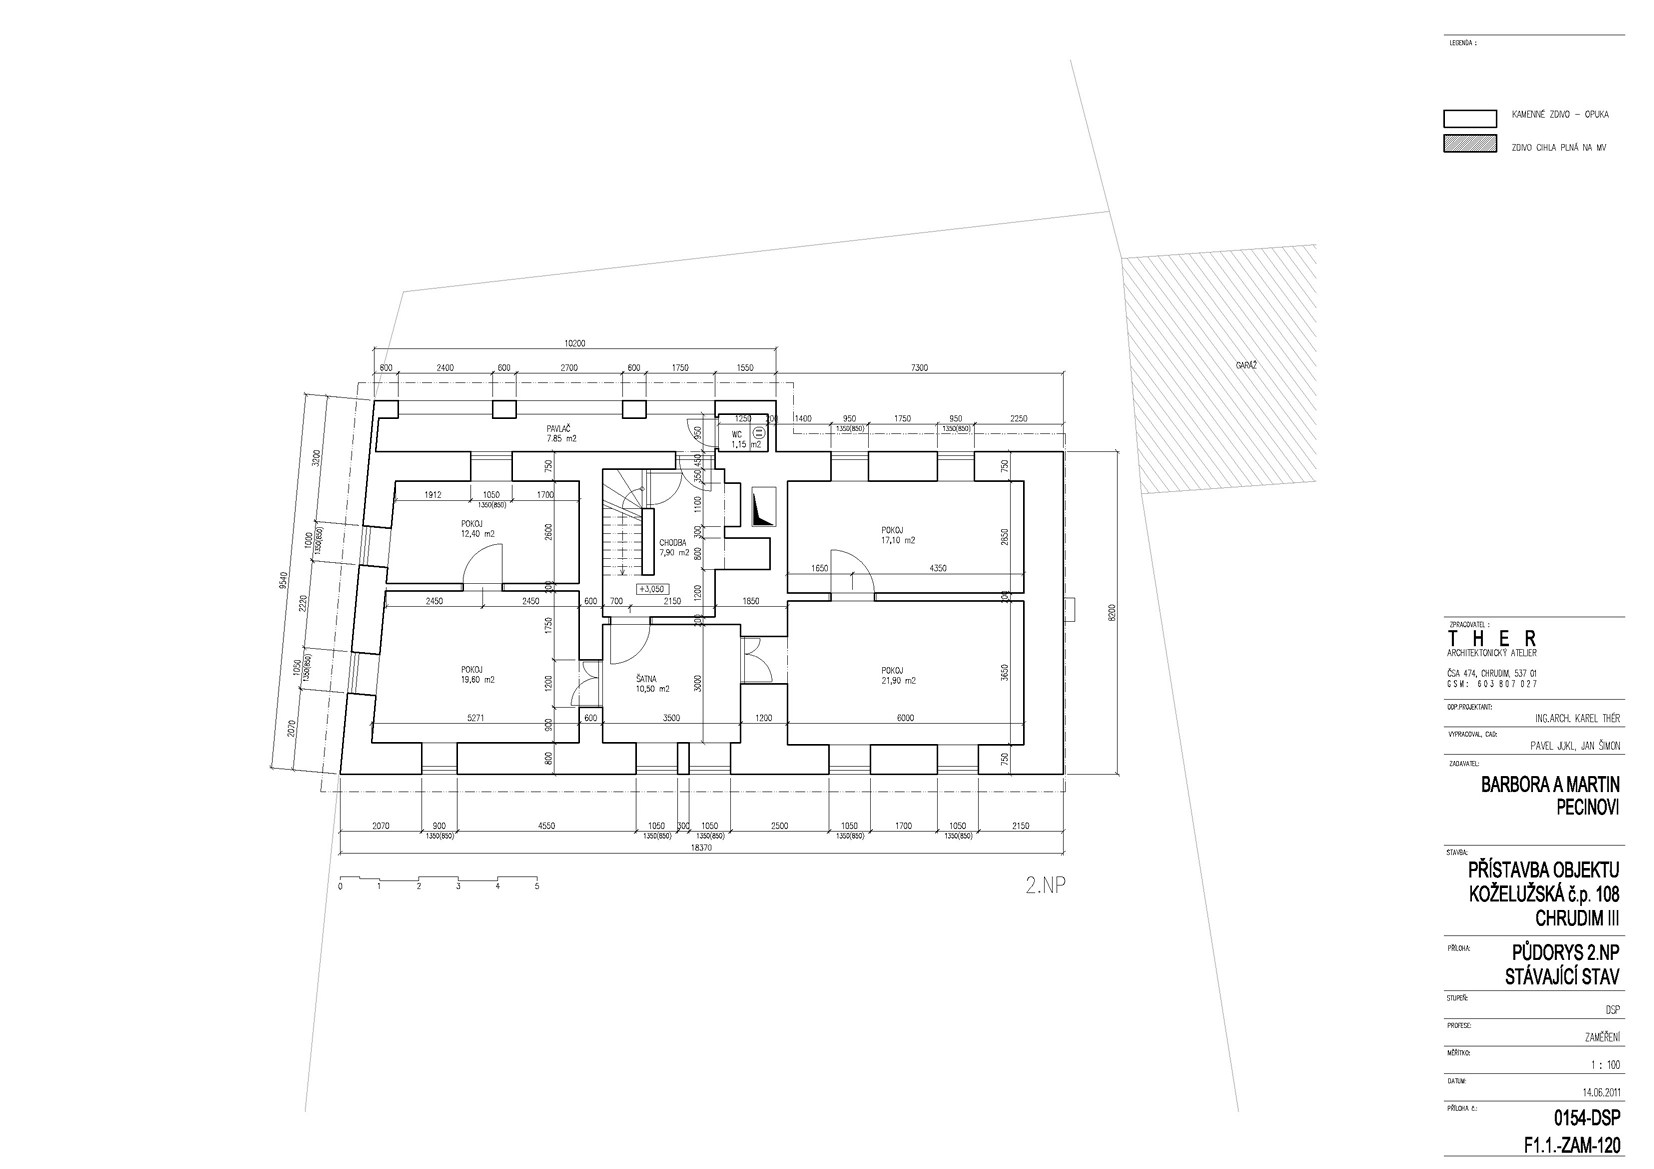 LEGENDA :
KAMENNÉ ZDIVO – OPUKA
ZDIVO CIHLA PLNÁ NA MV
GARÁŽ
10200
600 2400 600 2700 600 1750 1550 7300
1250 200 1400 950 1750 950 2250
1350(850) 1350(850)
PAVLAČ
7.85 m2
WC
1,15 m2
950
450
350
750
750
3200
1912 1050 1700
1350(850)
1100
POKOJ
12,40 m2
2600
300
800
CHODBA
7,90 m2
POKOJ
17,10 m2
2850
1000
1350(850)
9540
1650 4350
+3,050
200
1200
200
2220
2450 2450 600 700 2150 1850
8200
1750
200
1050
1350(850)
POKOJ
19,60 m2
1200
ŠATNA
10,50 m2
3000
POKOJ
21,90 m2
3650
2070
5271 600 3500 1200 6000
900
800
750
2070 900 4550 1050 300 1050 2500 1050 1700 1050 2150
1350(850) 1350(850) 1350(850) 1350(850) 1350(850)
18370
0 1 2 3 4 5
2.NP
ZPRACOVATEL :
T H E R
ARCHITEKTONICKÝ ATELIER
ČSA 474, CHRUDIM, 537 01
GSM: 603 807 027
ODP.PROJEKTANT:
ING.ARCH. KAREL THÉR
VYPRACOVAL, CAD:
PAVEL JUKL, JAN ŠIMON
ZADAVATEL:
BARBORA A MARTIN
PECINOVI
STAVBA:
PŘÍSTAVBA OBJEKTU
KOŽELUŽSKÁ č.p. 108
CHRUDIM III
PŘÍLOHA:
PŮDORYS 2.NP
STÁVAJÍCÍ STAV
STUPEŇ:
DSP
PROFESE:
ZAMĚŘENÍ
MĚŘÍTKO:
1 : 100
DATUM:
14.06.2011
PŘÍLOHA č.:
0154-DSP
F1.1.-ZAM-120